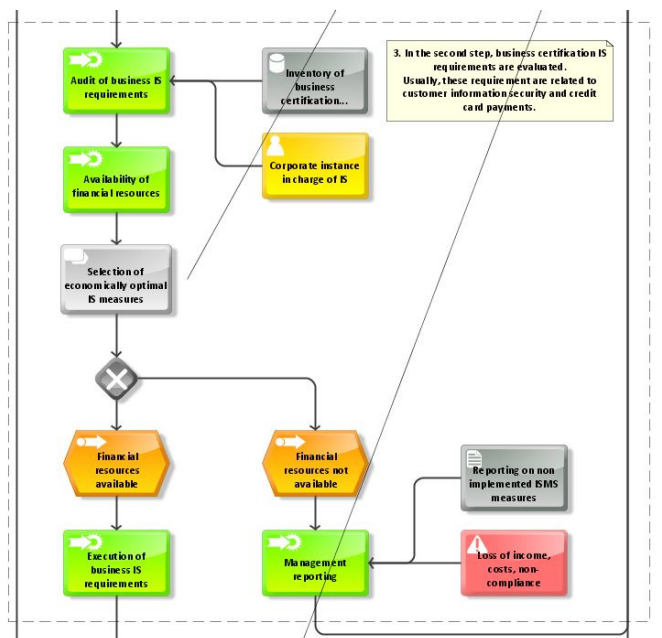 Audit of business IS
requirements
Inventory of
business
certification...
3. In the second step, business certification IS
requirements are evaluated.
Usually, these requirement are related to
customer information security and credit
card payments.
Corporate instance
in charge of IS
Availability of
financial resources
Selection of
economically optimal
IS measures
Financial
resources
available
Financial
resources not
available
Reporting on non
implemented ISMS
measures
Execution of
business IS
requirements
Management
reporting
Loss of income,
costs, non-
compliance